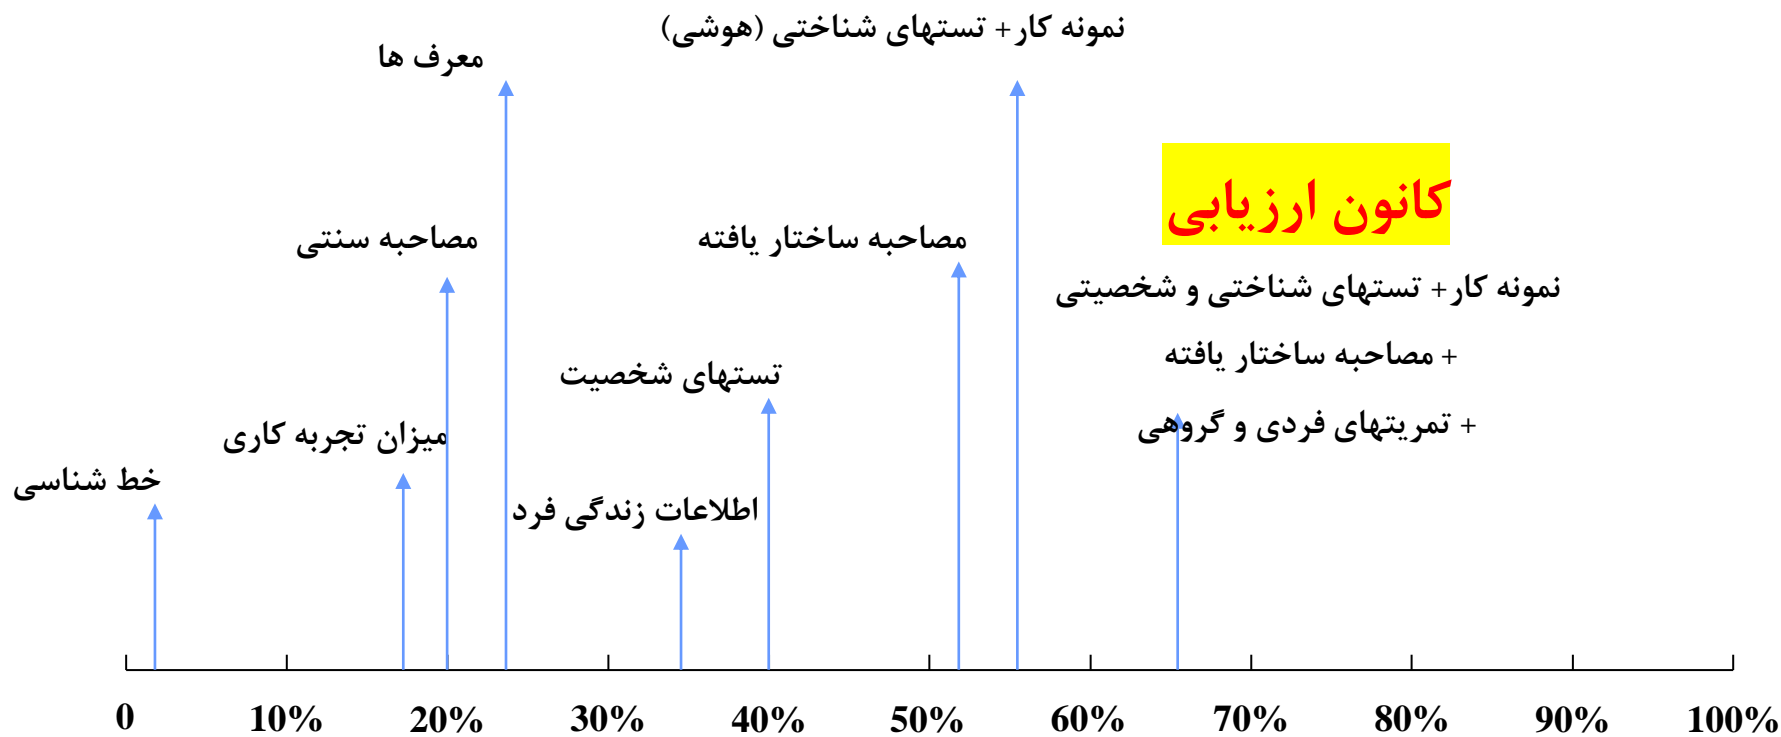 نمونه کار+ تستهای شناختی (هوشی)
معرف ها
کانون ارزیابی
مصاحبه ساختار یافته
مصاحبه سنتی
نمونه کار+ تستهای شناختی و شخصیتی
+ مصاحبه ساختار یافته
تستهای شخصیت
+ تمریتهای فردی و گروهی
میزان تجربه کاری
خط شناسی
اطلاعات زندگی فرد
0 10% 20% 30% 40% 50% 60% 70% 80% 90% 100%